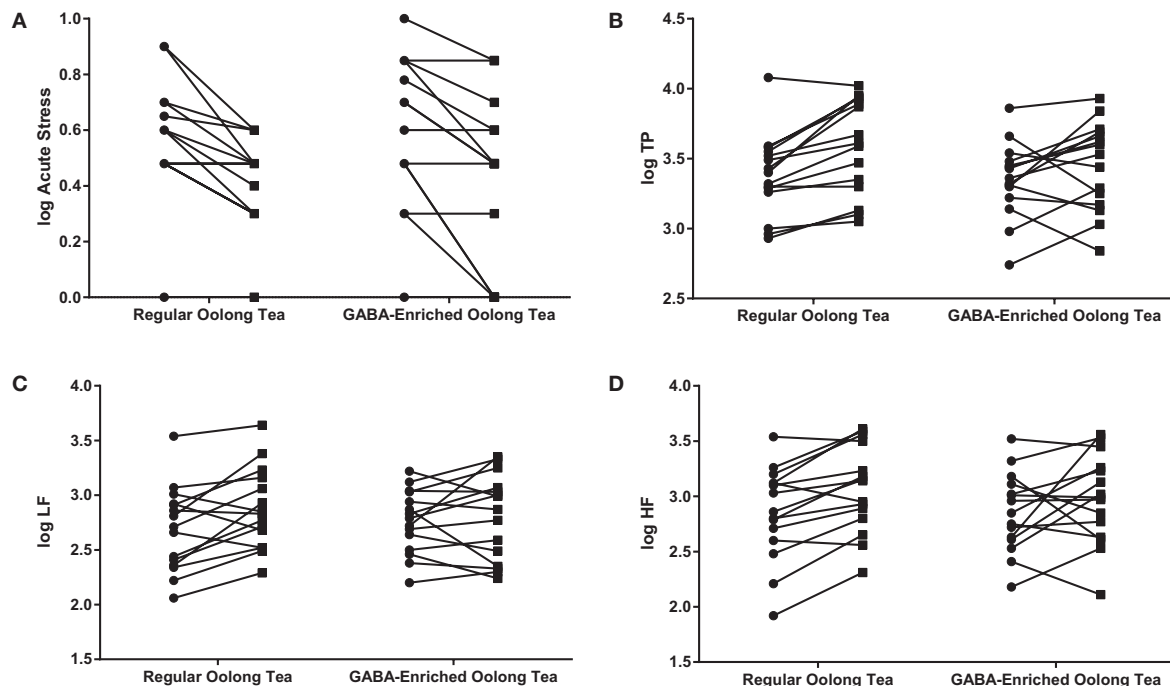 A
log Acute Stress
1.0
0.8
0.6
0.4
0.2
0.0
Regular Oolong Tea
GABA-Enriched Oolong Tea
B
log TP
4.5
4.0
3.5
3.0
2.5
Regular Oolong Tea
GABA-Enriched Oolong Tea
C
log LF
4.0
3.5
3.0
2.5
2.0
1.5
Regular Oolong Tea
GABA-Enriched Oolong Tea
D
log HF
4.0
3.5
3.0
2.5
2.0
1.5
Regular Oolong Tea
GABA-Enriched Oolong Tea